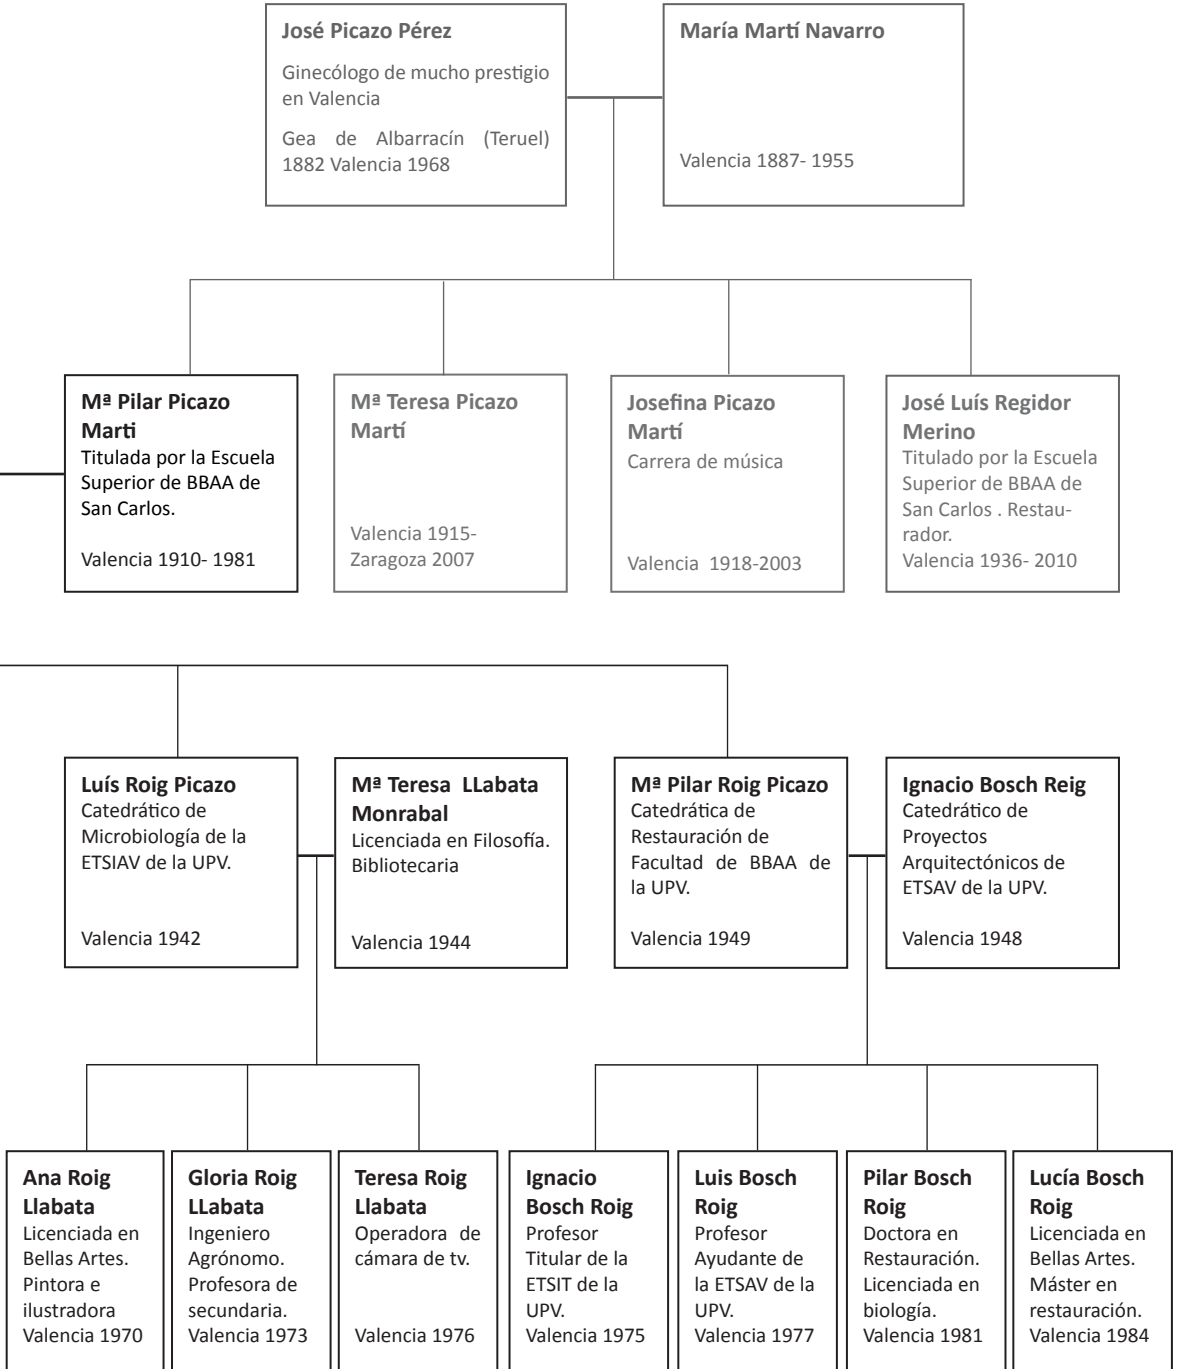 José Picazo Pérez
Ginecólogo de mucho prestigio
en Valencia
Gea de Albarracín (Teruel)
1882 Valencia 1968
María Martí Navarro
Valencia 1887- 1955
Mª Pilar Picazo
Marti
Titulada por la Escuela
Superior de BBAA de
San Carlos.
Valencia 1910- 1981
Mª Teresa Picazo
Martí
Valencia 1915-
Zaragoza 2007
Josefina Picazo
Martí
Carrera de música
Valencia 1918-2003
José Luís Regidor
Merino
Titulado por la Escuela
Superior de BBAA de
San Carlos . Restau-
rador.
Valencia 1936- 2010
Luís Roig Picazo
Catedrático de
Microbiología de la
ETSIAV de la UPV.
Valencia 1942
Mª Teresa LLabata
Monrabal
Licenciada en Filosofía.
Bibliotecaria
Valencia 1944
Mª Pilar Roig Picazo
Catedrática de
Restauración de
Facultad de BBAA de
la UPV.
Valencia 1949
Ignacio Bosch Reig
Catedrático de
Proyectos
Arquitectónicos de
ETSAV de la UPV.
Valencia 1948
Ana Roig
Llabata
Licenciada en
Bellas Artes.
Pintora e
ilustradora
Valencia 1970
Gloria Roig
LLabata
Ingeniero
Agrónomo.
Profesora de
secundaria.
Valencia 1973
Teresa Roig
Llabata
Operadora de
cámara de tv.
Valencia 1976
Ignacio
Bosch Roig
Profesor
Titular de la
ETSIT de la
UPV.
Valencia 1975
Luis Bosch
Roig
Profesor
Ayudante de
la ETSAV de la
UPV.
Valencia 1977
Pilar Bosch
Roig
Doctora en
Restauración.
Licenciada en
biología.
Valencia 1981
Lucía Bosch
Roig
Licenciada en
Bellas Artes.
Máster en
restauración.
Valencia 1984